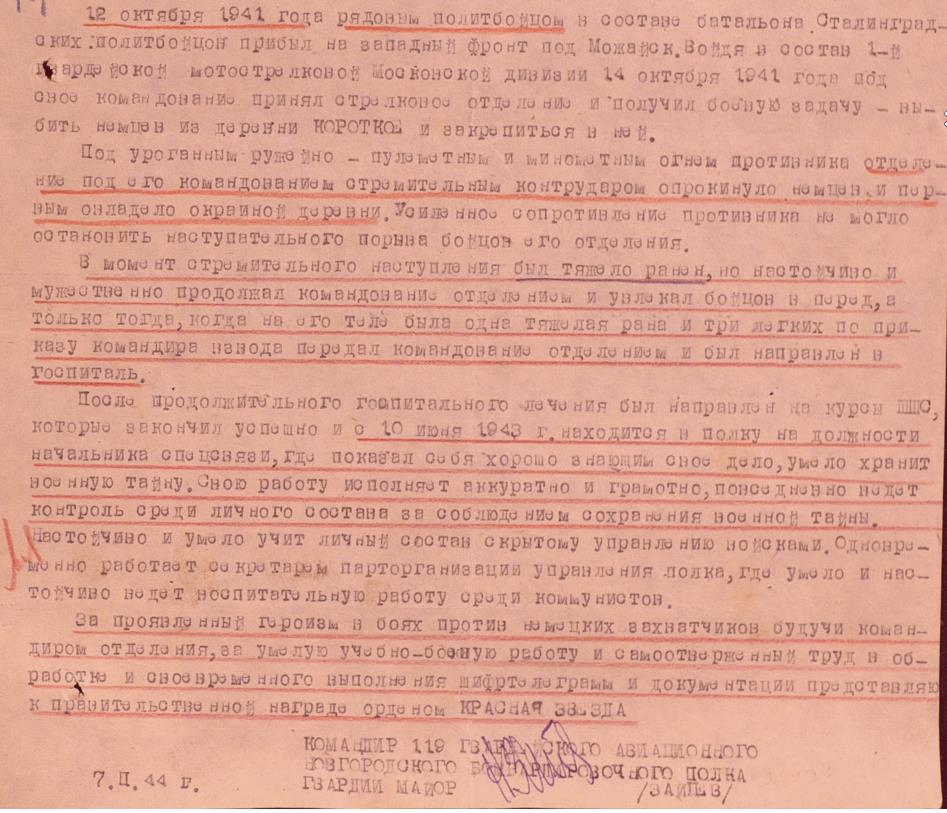 12 октября 1941 года рядовым политбойцом в составе батальона Сталинград-
ских политбойцов прибыл на западный фронт под Можайск.Войдя в состав 1-й
гвардейской мотострелковой Московской дивизии 14 октября 1941 года под
свое командование принял стрелковое отделение и получил боевую задачу – вы-
бить немцев из деревни КОРОТКОЕ и закрепиться в ней.
Под ураганным ружейно – пулеметным и минометным огнем противника отделе-
ние под его командованием стремительным контрударом опрокинуло немцев и пер-
вым овладело окраиной деревни.Усиленное сопротивление противника не могло
остановить наступательного порыва бойцов его отделения.
В момент стремительного наступления был тяжело ранен,но настойчиво и
мужественно продолжал командование отделением и увлекал бойцов в перед,а
только тогда,когда на его теле была одна тяжелая рана и три легких по при-
казу командира взвода передал командование отделением и был направлен в
госпиталь.
После продолжительного госпитального лечения был направлен на курсы ШШС,
которые закончил успешно и с 10 июня 1943 г.находится в полку на должности
начальника спецсвязи,где показал себя хорошо знающим свое дело,умело хранит
военную тайну.Свою работу исполняет аккуратно и грамотно,повседневно ведет
контроль среди личного состава за соблюдением сохранения военной тайны.
Настойчиво и умело учит личный состав скрытому управлению войсками.Одновре-
менно работает секретарем парторганизации управления полка,где умело и нас-
тойчиво ведет воспитательную работу среди коммунистов.
За проявленный героизм в боях против немецких захватчиков будучи коман-
диром отделения,за умелую учебно-боевую работу и самоотверженный труд в об-
работке и своевременного выполнения шифртелеграмм и документации представляю
к правительственной награде орденом КРАСНАЯ ЗВЕЗДА
КОМАНДИР 119 ГВАРДЕЙСКОГО АВИАЦИОННОГО
НОВГОРОДСКОГО БОМБАРДИРОВОЧНОГО ПОЛКА
7.II.44 г. ГВАРДИИ МАЙОР /ЗАЙЦЕВ/